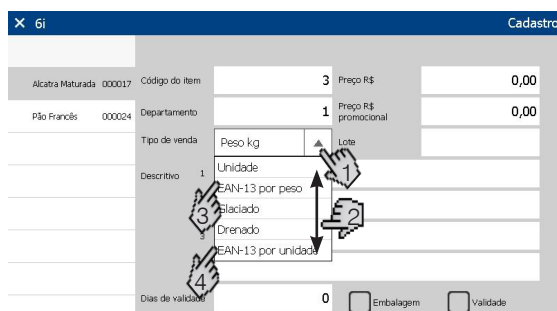 × 6i Cadastro
Alcatra Maturada 000017
Pão Francês 000024
Código do item 3 Preço R$ 0,00
Departamento 1 Preço R$ promocional 0,00
Tipo de venda Peso kg Lote
1
Descritivo 1
Unidade
EAN-13 por peso
3
Glaciado
2
Drenado
3
EAN-13 por unidade
4
Dias de validade 0 Embalagem Validade